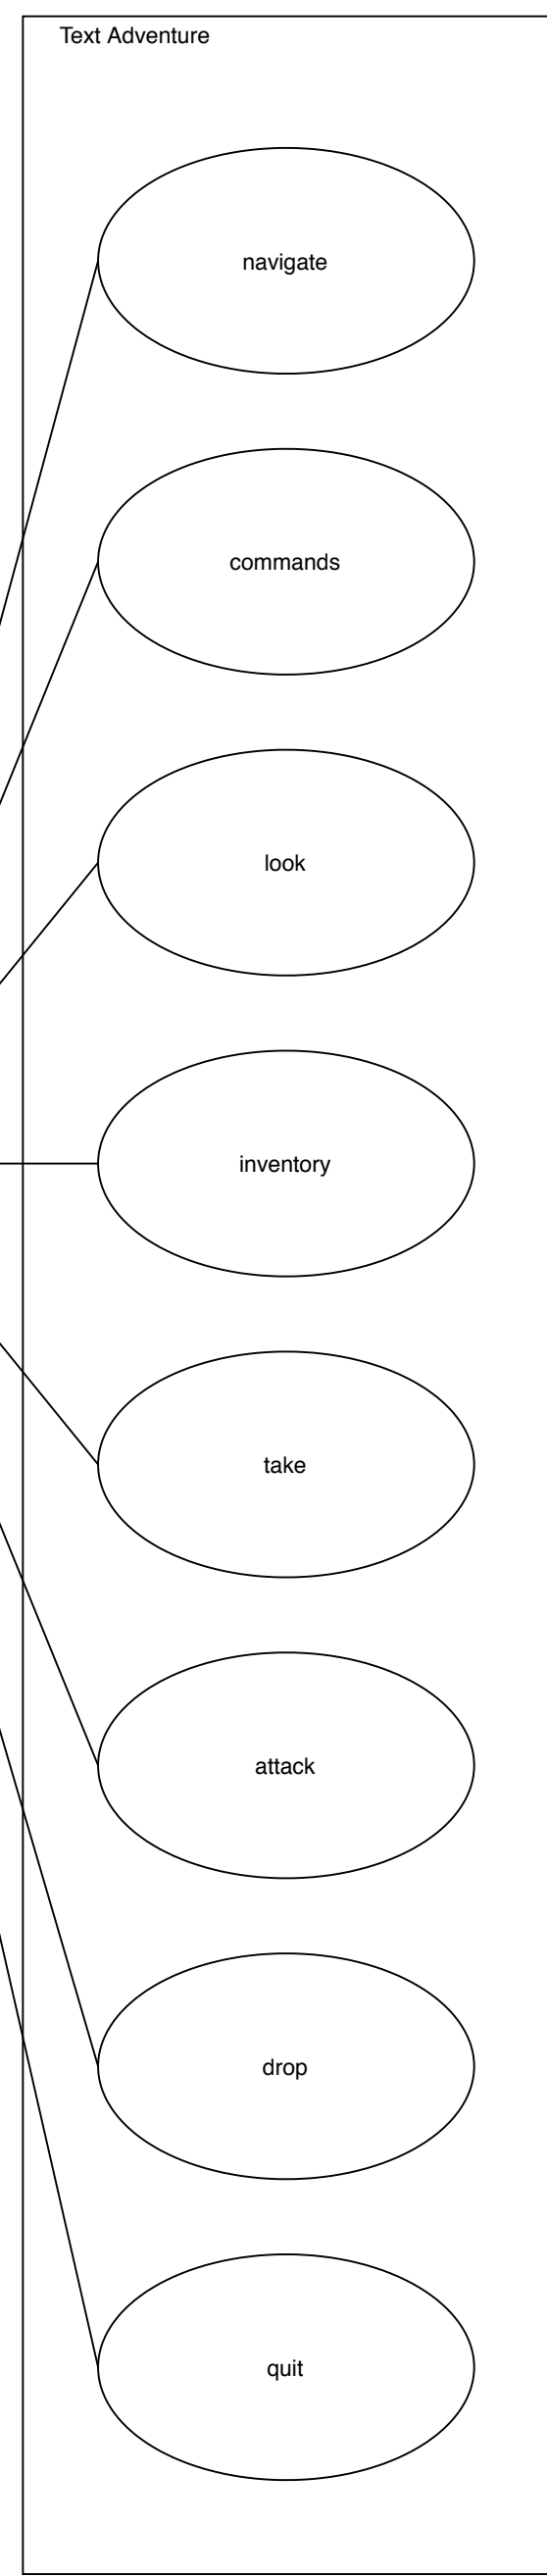 Text Adventure
navigate
commands
look
inventory
take
attack
drop
quit